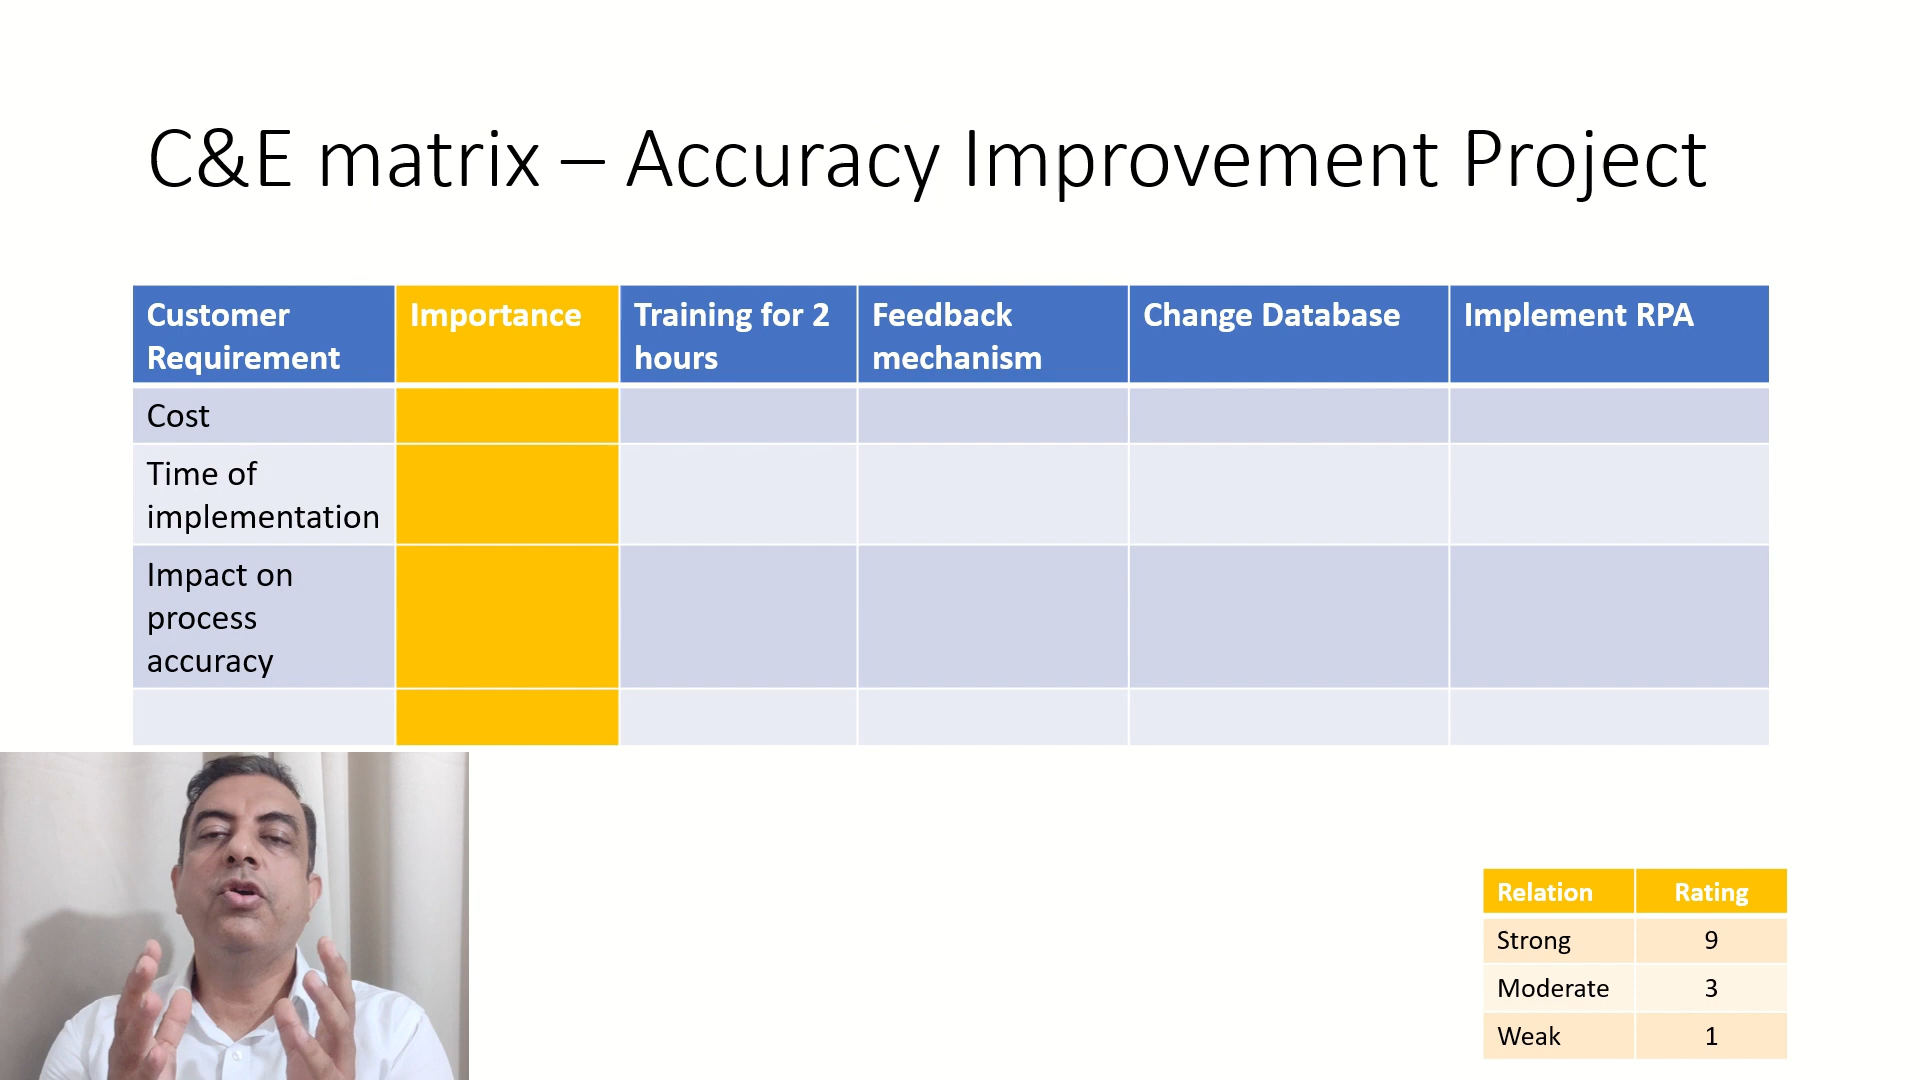 C&E matrix – Accuracy Improvement Project
Customer Requirement
Importance
Training for 2 hours
Feedback mechanism
Change Database
Implement RPA
Cost
Time of
implementation
Impact on
process
accuracy
Relation Rating
Strong 9
Moderate 3
Weak 1